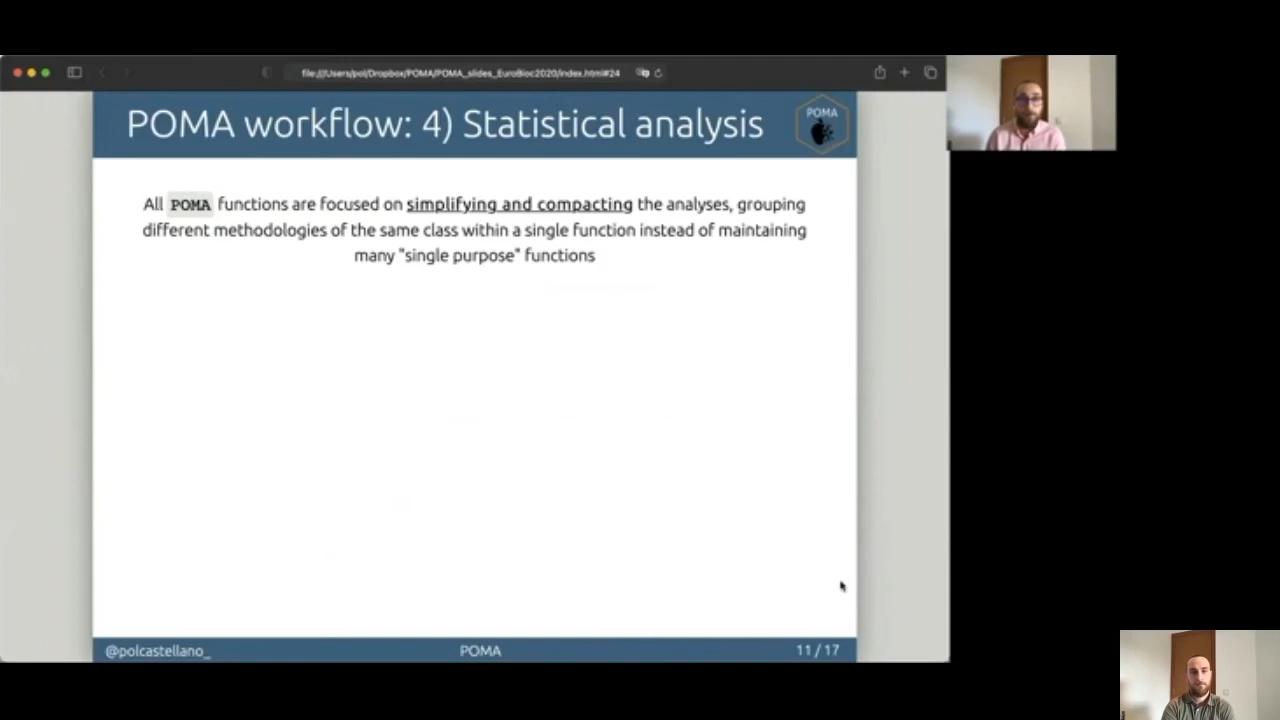 file:///Users/pol/Dropbox/POMA/POMA_slides_EuroBioc2020/index.html#24
POMA workflow: 4) Statistical analysis
POMA
All POMA functions are focused on simplifying and compacting the analyses, grouping
different methodologies of the same class within a single function instead of maintaining
many "single purpose" functions
@polcastellano_
POMA
11 / 17